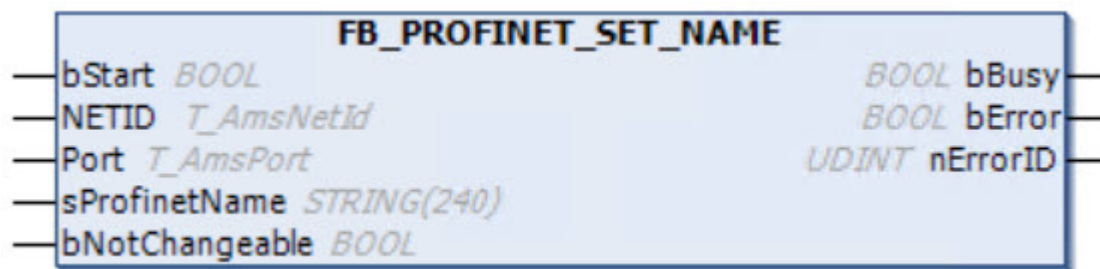 FB_PROFINET_SET_NAME
bStart BOOL BOOL bBusy
NETID T_AmsNetId BOOL bError
Port T_AmsPort UDINT nErrorID
sProfinetName STRING(240)
bNotChangeable BOOL